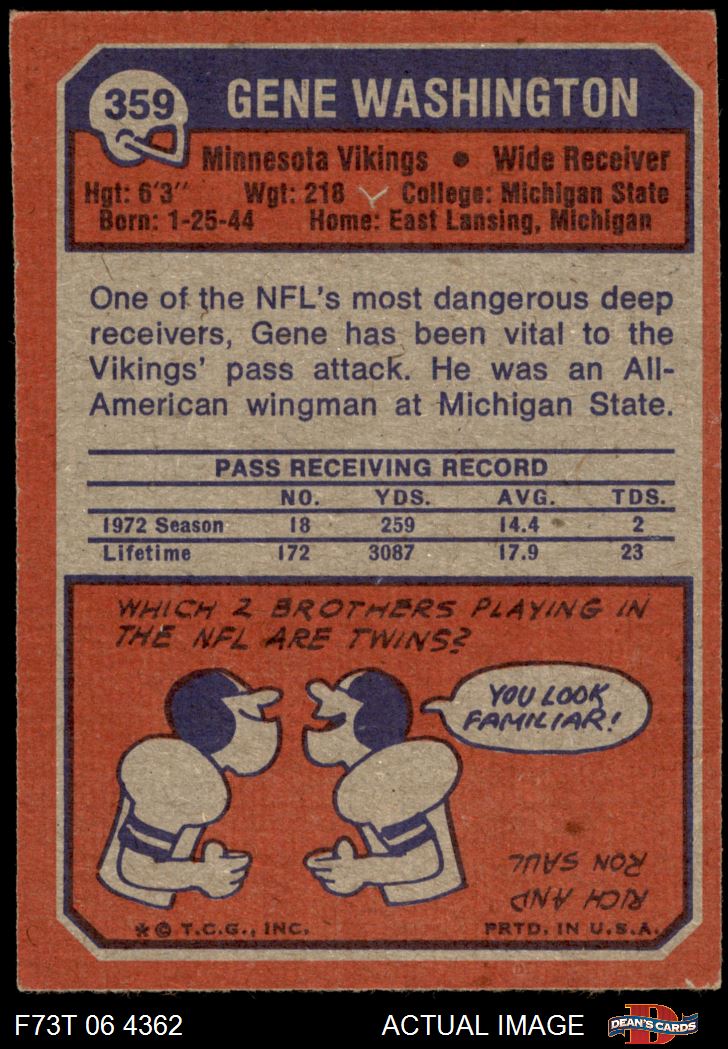 359 GENE WASHINGTON
Minnesota Vikings • Wide Receiver
Hgt: 6'3" Wgt: 218 College: Michigan State
Born: 1-25-44 Home: East Lansing, Michigan
One of the NFL's most dangerous deep
receivers, Gene has been vital to the
Vikings' pass attack. He was an All-
American wingman at Michigan State.
PASS RECEIVING RECORD
NO. YDS. AVG. TDS.
1972 Season 18 259 14.4 2
Lifetime 172 3087 17.9 23
WHICH 2 BROTHERS PLAYING IN
THE NFL ARE TWINS?
YOU LOOK
FAMILIAR!
RICH AND
RON SAUL
*© T.C.G., INC. PRTD. IN U.S.A.
F73T 06 4362 ACTUAL IMAGE D DEAN'S CARDS